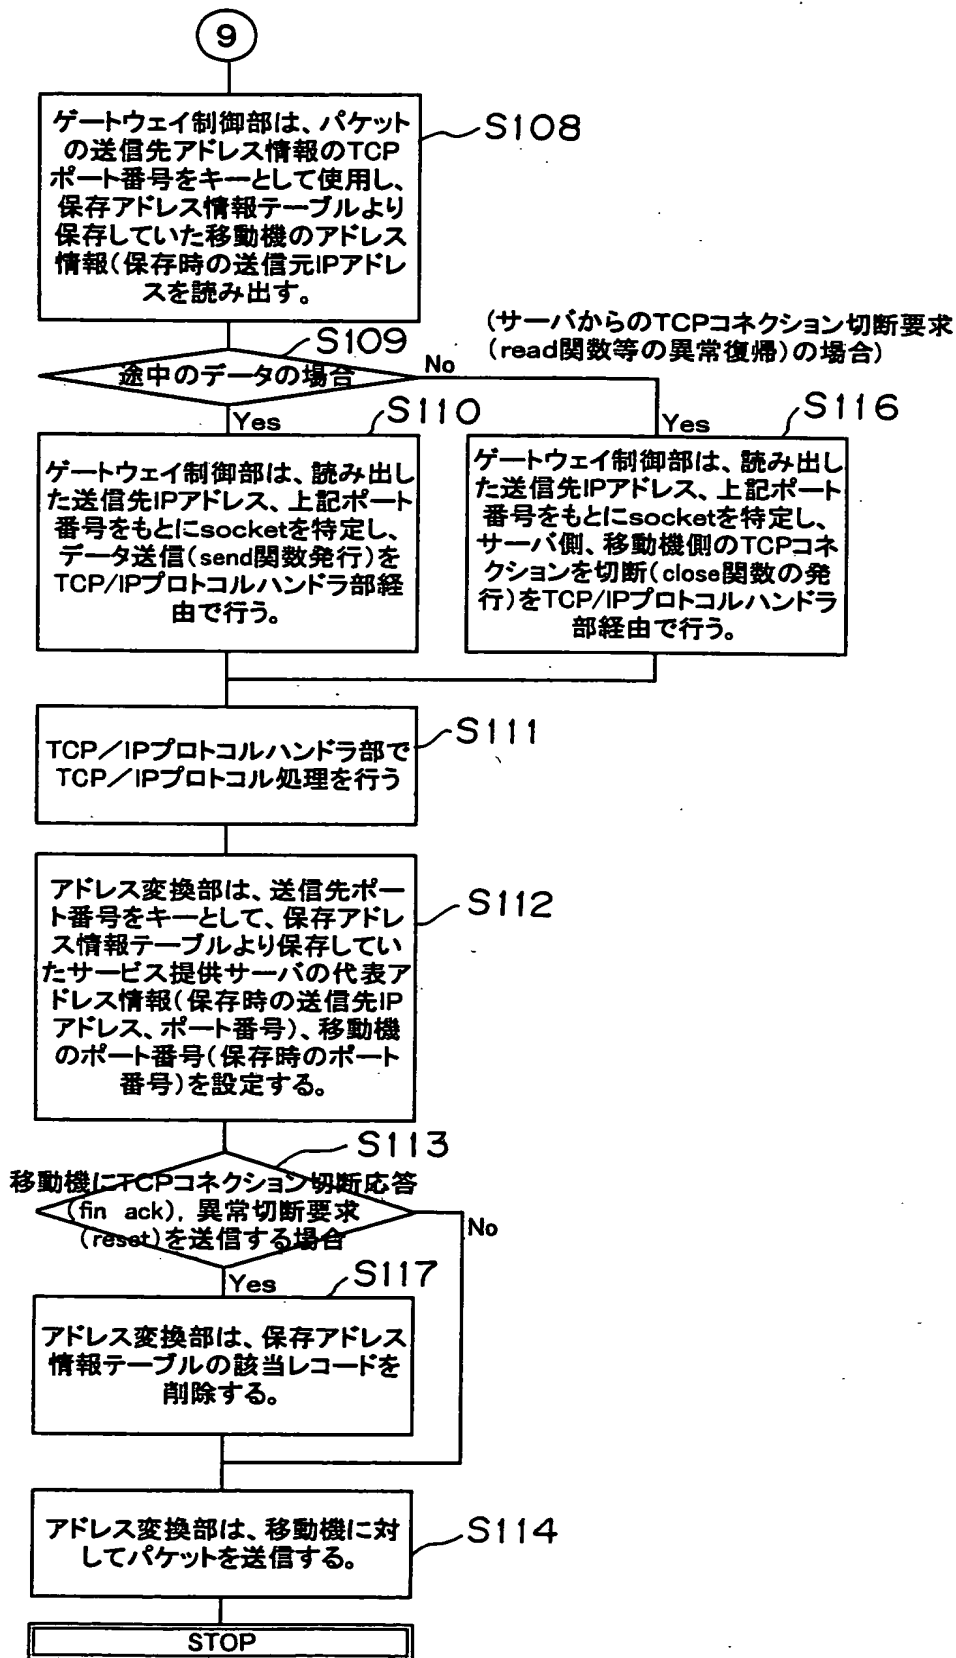 9
S108
ゲートウェイ制御部は、パケット
の送信先アドレス情報のTCP
ポート番号をキーとして使用し、
保存アドレス情報テーブルより
保存していた移動機のアドレス
情報(保存時の送信元IPアドレ
スを読み出す。
(サーバからのTCPコネクション切断要求
(read関数等の異常復帰)の場合)
S109
途中のデータの場合
No
Yes
S110
ゲートウェイ制御部は、読み出し
た送信先IPアドレス、上記ポート
番号をもとにsocketを特定し、
データ送信(send関数発行)を
TCP/IPプロトコルハンドラ部経
由で行う。
Yes
S116
ゲートウェイ制御部は、読み出し
た送信先IPアドレス、上記ポート
番号をもとにsocketを特定し、
サーバ側、移動機側のTCPコネ
クションを切断(close関数の発
行)をTCP/IPプロトコルハンドラ
部経由で行う。
S111
TCP/IPプロトコルハンドラ部で
TCP/IPプロトコル処理を行う
S112
アドレス変換部は、送信先ポー
ト番号をキーとして、保存アドレ
ス情報テーブルより保存してい
たサービス提供サーバの代表ア
ドレス情報(保存時の送信先IP
アドレス、ポート番号)、移動機
のポート番号(保存時のポート
番号)を設定する。
S113
移動機にTCPコネクション切断応答
(fin ack),異常切断要求
(reset)を送信する場合
No
Yes
S117
アドレス変換部は、保存アドレス
情報テーブルの該当レコードを
削除する。
S114
アドレス変換部は、移動機に対
してパケットを送信する。
STOP